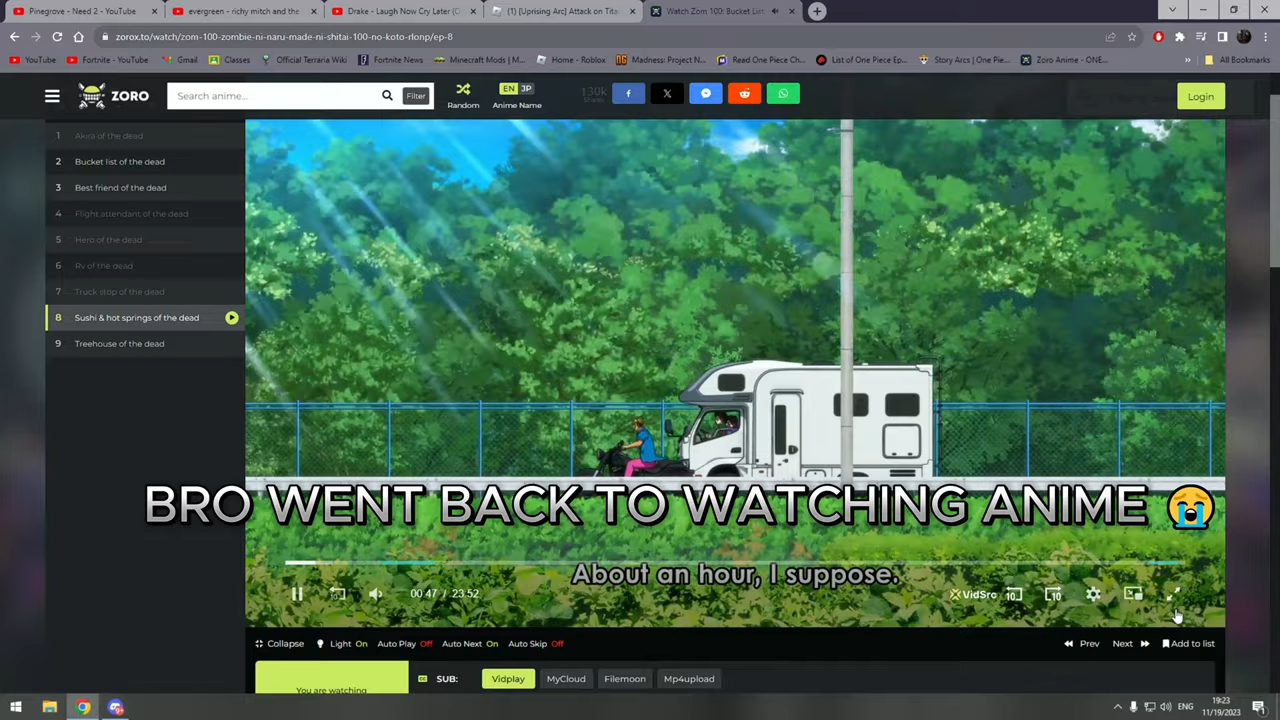 Pinegrove - Need 2 - YouTube
evergreen - richy mitch and the
Drake - Laugh Now Cry Later (O
(1) [Uprising Arc] Attack on Tita
Watch Zom 100: Bucket List
zorox.to/watch/zom-100-zombie-ni-naru-made-ni-shitai-100-no-koto-rlonp/ep-8
YouTube
Fortnite - YouTube
Gmail
Classes
Official Terraria Wiki
Fortnite News
Minecraft Mods | M...
Home - Roblox
Madness: Project N...
Read One Piece Ch...
List of One Piece Ep...
Story Arcs | One Pie...
Zoro Anime - ONE...
»
All Bookmarks
ZORO
Search anime...
Filter
Random
EN JP
Anime Name
130k
Login
1 Akira of the dead
2 Bucket list of the dead
3 Best friend of the dead
4 Flight attendant of the dead
5 Hero of the dead
6 Rv of the dead
7 Truck stop of the dead
8 Sushi & hot springs of the dead
9 Treehouse of the dead
BRO WENT BACK TO WATCHING ANIME 😭
About an hour, I suppose.
10
00:47 / 23:52
VidSrc
10
10
Collapse
Light On
Auto Play Off
Auto Next On
Auto Skip Off
Prev
Next
Add to list
You are watching
SUB:
Vidplay
MyCloud
Filemoon
Mp4upload
ENG
19:23
11/19/2023
1